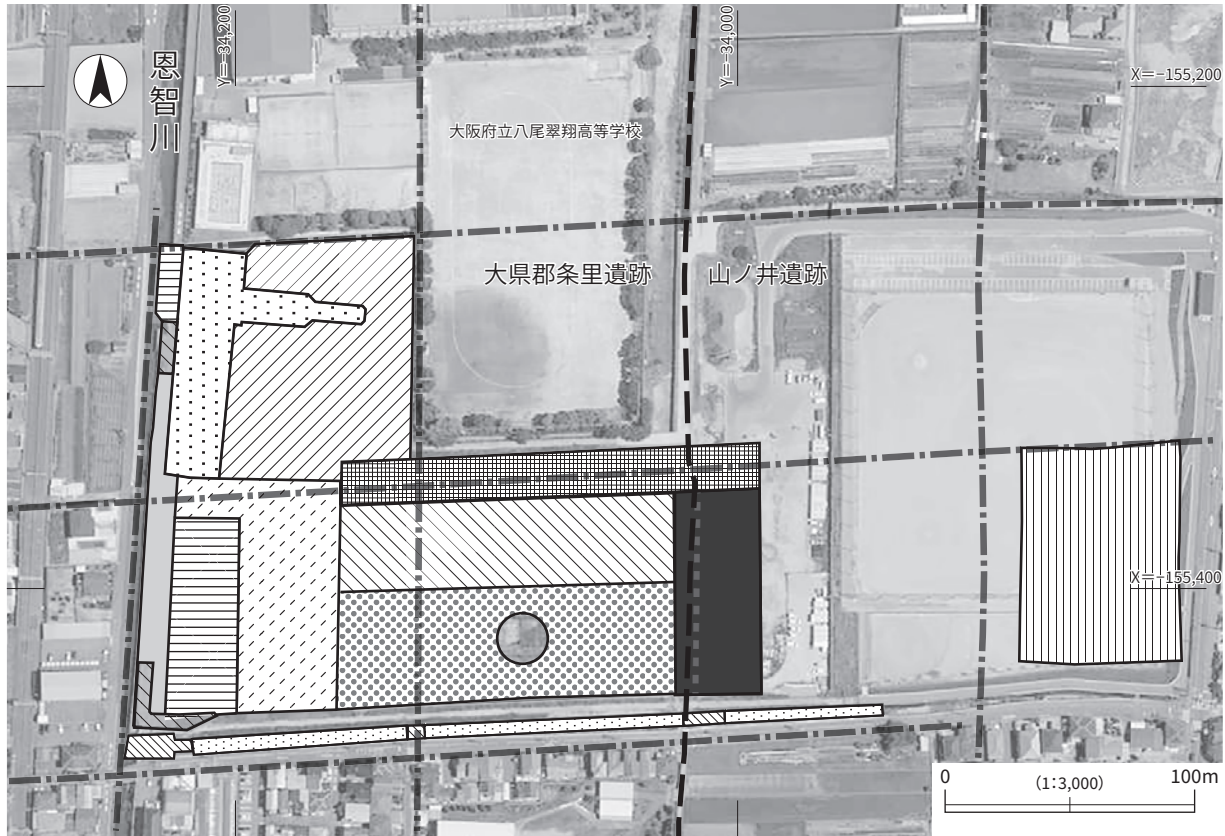 Y=−34,200
Y=−34,000
X=−155,200
恩智川
大阪府立八尾翠翔高等学校
大県郡条里遺跡
山ノ井遺跡
X=−155,400
0
(1:3,000)
100m